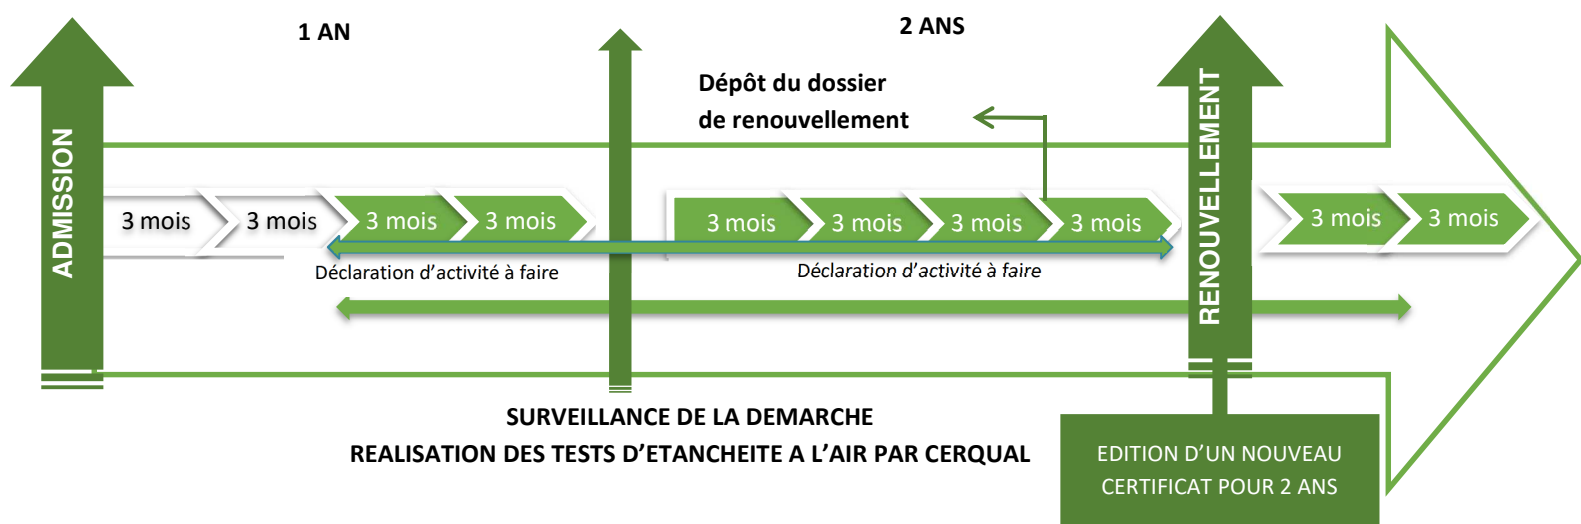 1 AN
2 ANS
Dépôt du dossier
de renouvellement
ADMISSION
RENOUVELLEMENT
3 mois
3 mois
3 mois
3 mois
3 mois
3 mois
3 mois
3 mois
3 mois
3 mois
Déclaration d'activité à faire
Déclaration d'activité à faire
SURVEILLANCE DE LA DEMARCHE
REALISATION DES TESTS D'ETANCHEITE A L'AIR PAR CERQUAL
EDITION D'UN NOUVEAU
CERTIFICAT POUR 2 ANS